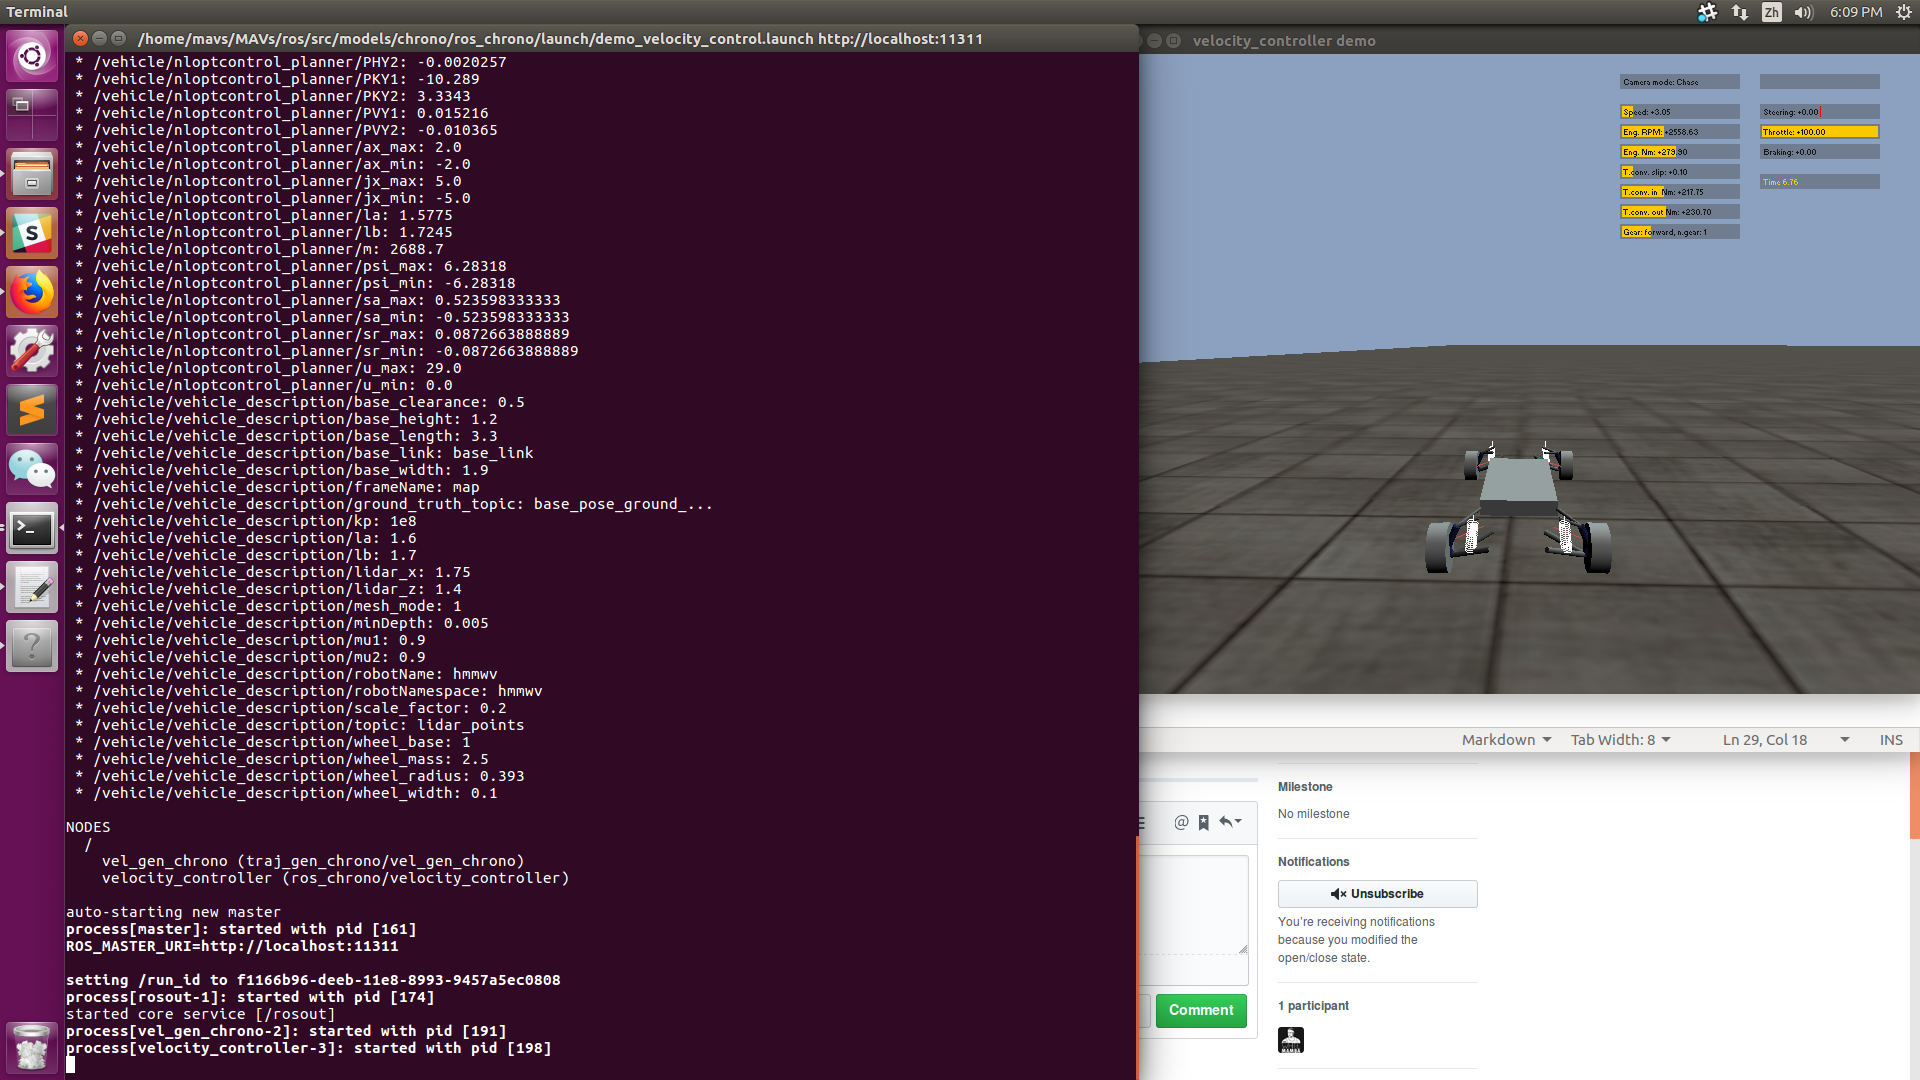 Terminal
Zh
6:09 PM
/home/mavs/MAVs/ros/src/models/chrono/ros_chrono/launch/demo_velocity_control.launch http://localhost:11311
* /vehicle/nloptcontrol_planner/PHY2: -0.0020257
* /vehicle/nloptcontrol_planner/PKY1: -10.289
* /vehicle/nloptcontrol_planner/PKY2: 3.3343
* /vehicle/nloptcontrol_planner/PVY1: 0.015216
* /vehicle/nloptcontrol_planner/PVY2: -0.010365
* /vehicle/nloptcontrol_planner/ax_max: 2.0
* /vehicle/nloptcontrol_planner/ax_min: -2.0
* /vehicle/nloptcontrol_planner/jx_max: 5.0
* /vehicle/nloptcontrol_planner/jx_min: -5.0
* /vehicle/nloptcontrol_planner/la: 1.5775
* /vehicle/nloptcontrol_planner/lb: 1.7245
* /vehicle/nloptcontrol_planner/m: 2688.7
* /vehicle/nloptcontrol_planner/psi_max: 6.28318
* /vehicle/nloptcontrol_planner/psi_min: -6.28318
* /vehicle/nloptcontrol_planner/sa_max: 0.523598333333
* /vehicle/nloptcontrol_planner/sa_min: -0.523598333333
* /vehicle/nloptcontrol_planner/sr_max: 0.0872663888889
* /vehicle/nloptcontrol_planner/sr_min: -0.0872663888889
* /vehicle/nloptcontrol_planner/u_max: 29.0
* /vehicle/nloptcontrol_planner/u_min: 0.0
* /vehicle/vehicle_description/base_clearance: 0.5
* /vehicle/vehicle_description/base_height: 1.2
* /vehicle/vehicle_description/base_length: 3.3
* /vehicle/vehicle_description/base_link: base_link
* /vehicle/vehicle_description/base_width: 1.9
* /vehicle/vehicle_description/frameName: map
* /vehicle/vehicle_description/ground_truth_topic: base_pose_ground_...
* /vehicle/vehicle_description/kp: 1e8
* /vehicle/vehicle_description/la: 1.6
* /vehicle/vehicle_description/lb: 1.7
* /vehicle/vehicle_description/lidar_x: 1.75
* /vehicle/vehicle_description/lidar_z: 1.4
* /vehicle/vehicle_description/mesh_mode: 1
* /vehicle/vehicle_description/minDepth: 0.005
* /vehicle/vehicle_description/mu1: 0.9
* /vehicle/vehicle_description/mu2: 0.9
* /vehicle/vehicle_description/robotName: hmmwv
* /vehicle/vehicle_description/robotNamespace: hmmwv
* /vehicle/vehicle_description/scale_factor: 0.2
* /vehicle/vehicle_description/topic: lidar_points
* /vehicle/vehicle_description/wheel_base: 1
* /vehicle/vehicle_description/wheel_mass: 2.5
* /vehicle/vehicle_description/wheel_radius: 0.393
* /vehicle/vehicle_description/wheel_width: 0.1
NODES
/
vel_gen_chrono (traj_gen_chrono/vel_gen_chrono)
velocity_controller (ros_chrono/velocity_controller)
auto-starting new master
process[master]: started with pid [161]
ROS_MASTER_URI=http://localhost:11311
setting /run_id to f1166b96-deeb-11e8-8993-9457a5ec0808
process[rosout-1]: started with pid [174]
started core service [/rosout]
process[vel_gen_chrono-2]: started with pid [191]
process[velocity_controller-3]: started with pid [198]
velocity_controller demo
Camera mode: Chase
Speed: +3.05
Eng. RPM: +2558.63
Eng. Nm: +279.90
T.conv. slip: +0.10
T.conv. in Nm: +217.75
T.conv. out Nm: +230.70
Gear: forward, n.gear: 1
Steering: +0.00
Throttle: +100.00
Braking: +0.00
Time 6.76
Markdown
Tab Width: 8
Ln 29, Col 18
INS
Milestone
No milestone
Notifications
Unsubscribe
You're receiving notifications
because you modified the
open/close state.
1 participant
Comment